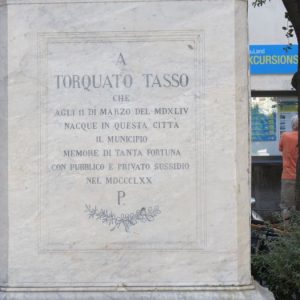 A
TORQUATO TASSO
CHE
AGLI 11 DI MARZO DEL MDXLIV
NACQUE IN QUESTA CITTÀ
IL MUNICIPIO
MEMORE DI TANTA FORTUNA
CON PUBBLICO E PRIVATO SUSSIDIO
NEL MDCCCLXX
P.
Land
XCURSIONS